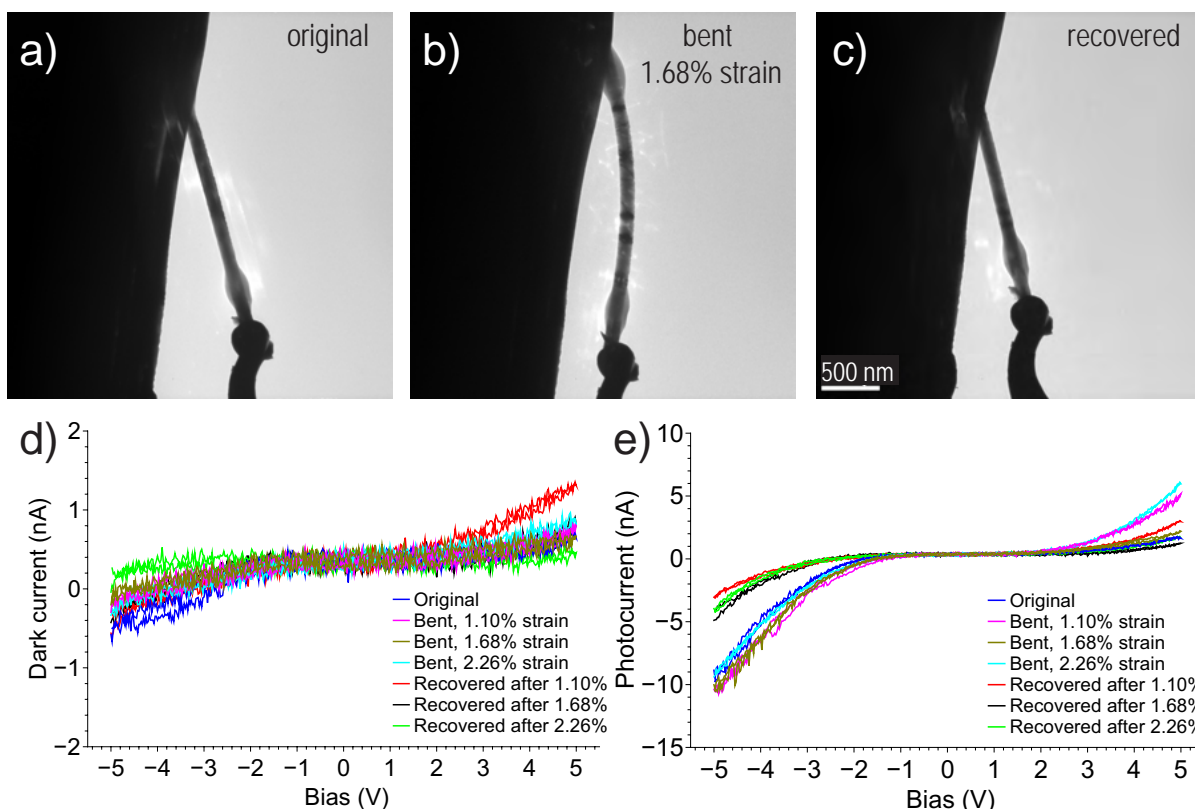 a)
original
b)
bent
1.68% strain
c)
recovered
500 nm
d)
Dark current (nA)
2
1
0
−1
−2
Original
Bent, 1.10% strain
Bent, 1.68% strain
Bent, 2.26% strain
Recovered after 1.10%
Recovered after 1.68%
Recovered after 2.26%
−5 −4 −3 −2 −1 0 1 2 3 4 5
Bias (V)
e)
Photocurrent (nA)
10
5
0
−5
−10
−15
Original
Bent, 1.10% strain
Bent, 1.68% strain
Bent, 2.26% strain
Recovered after 1.10%
Recovered after 1.68%
Recovered after 2.26%
−5 −4 −3 −2 −1 0 1 2 3 4 5
Bias (V)